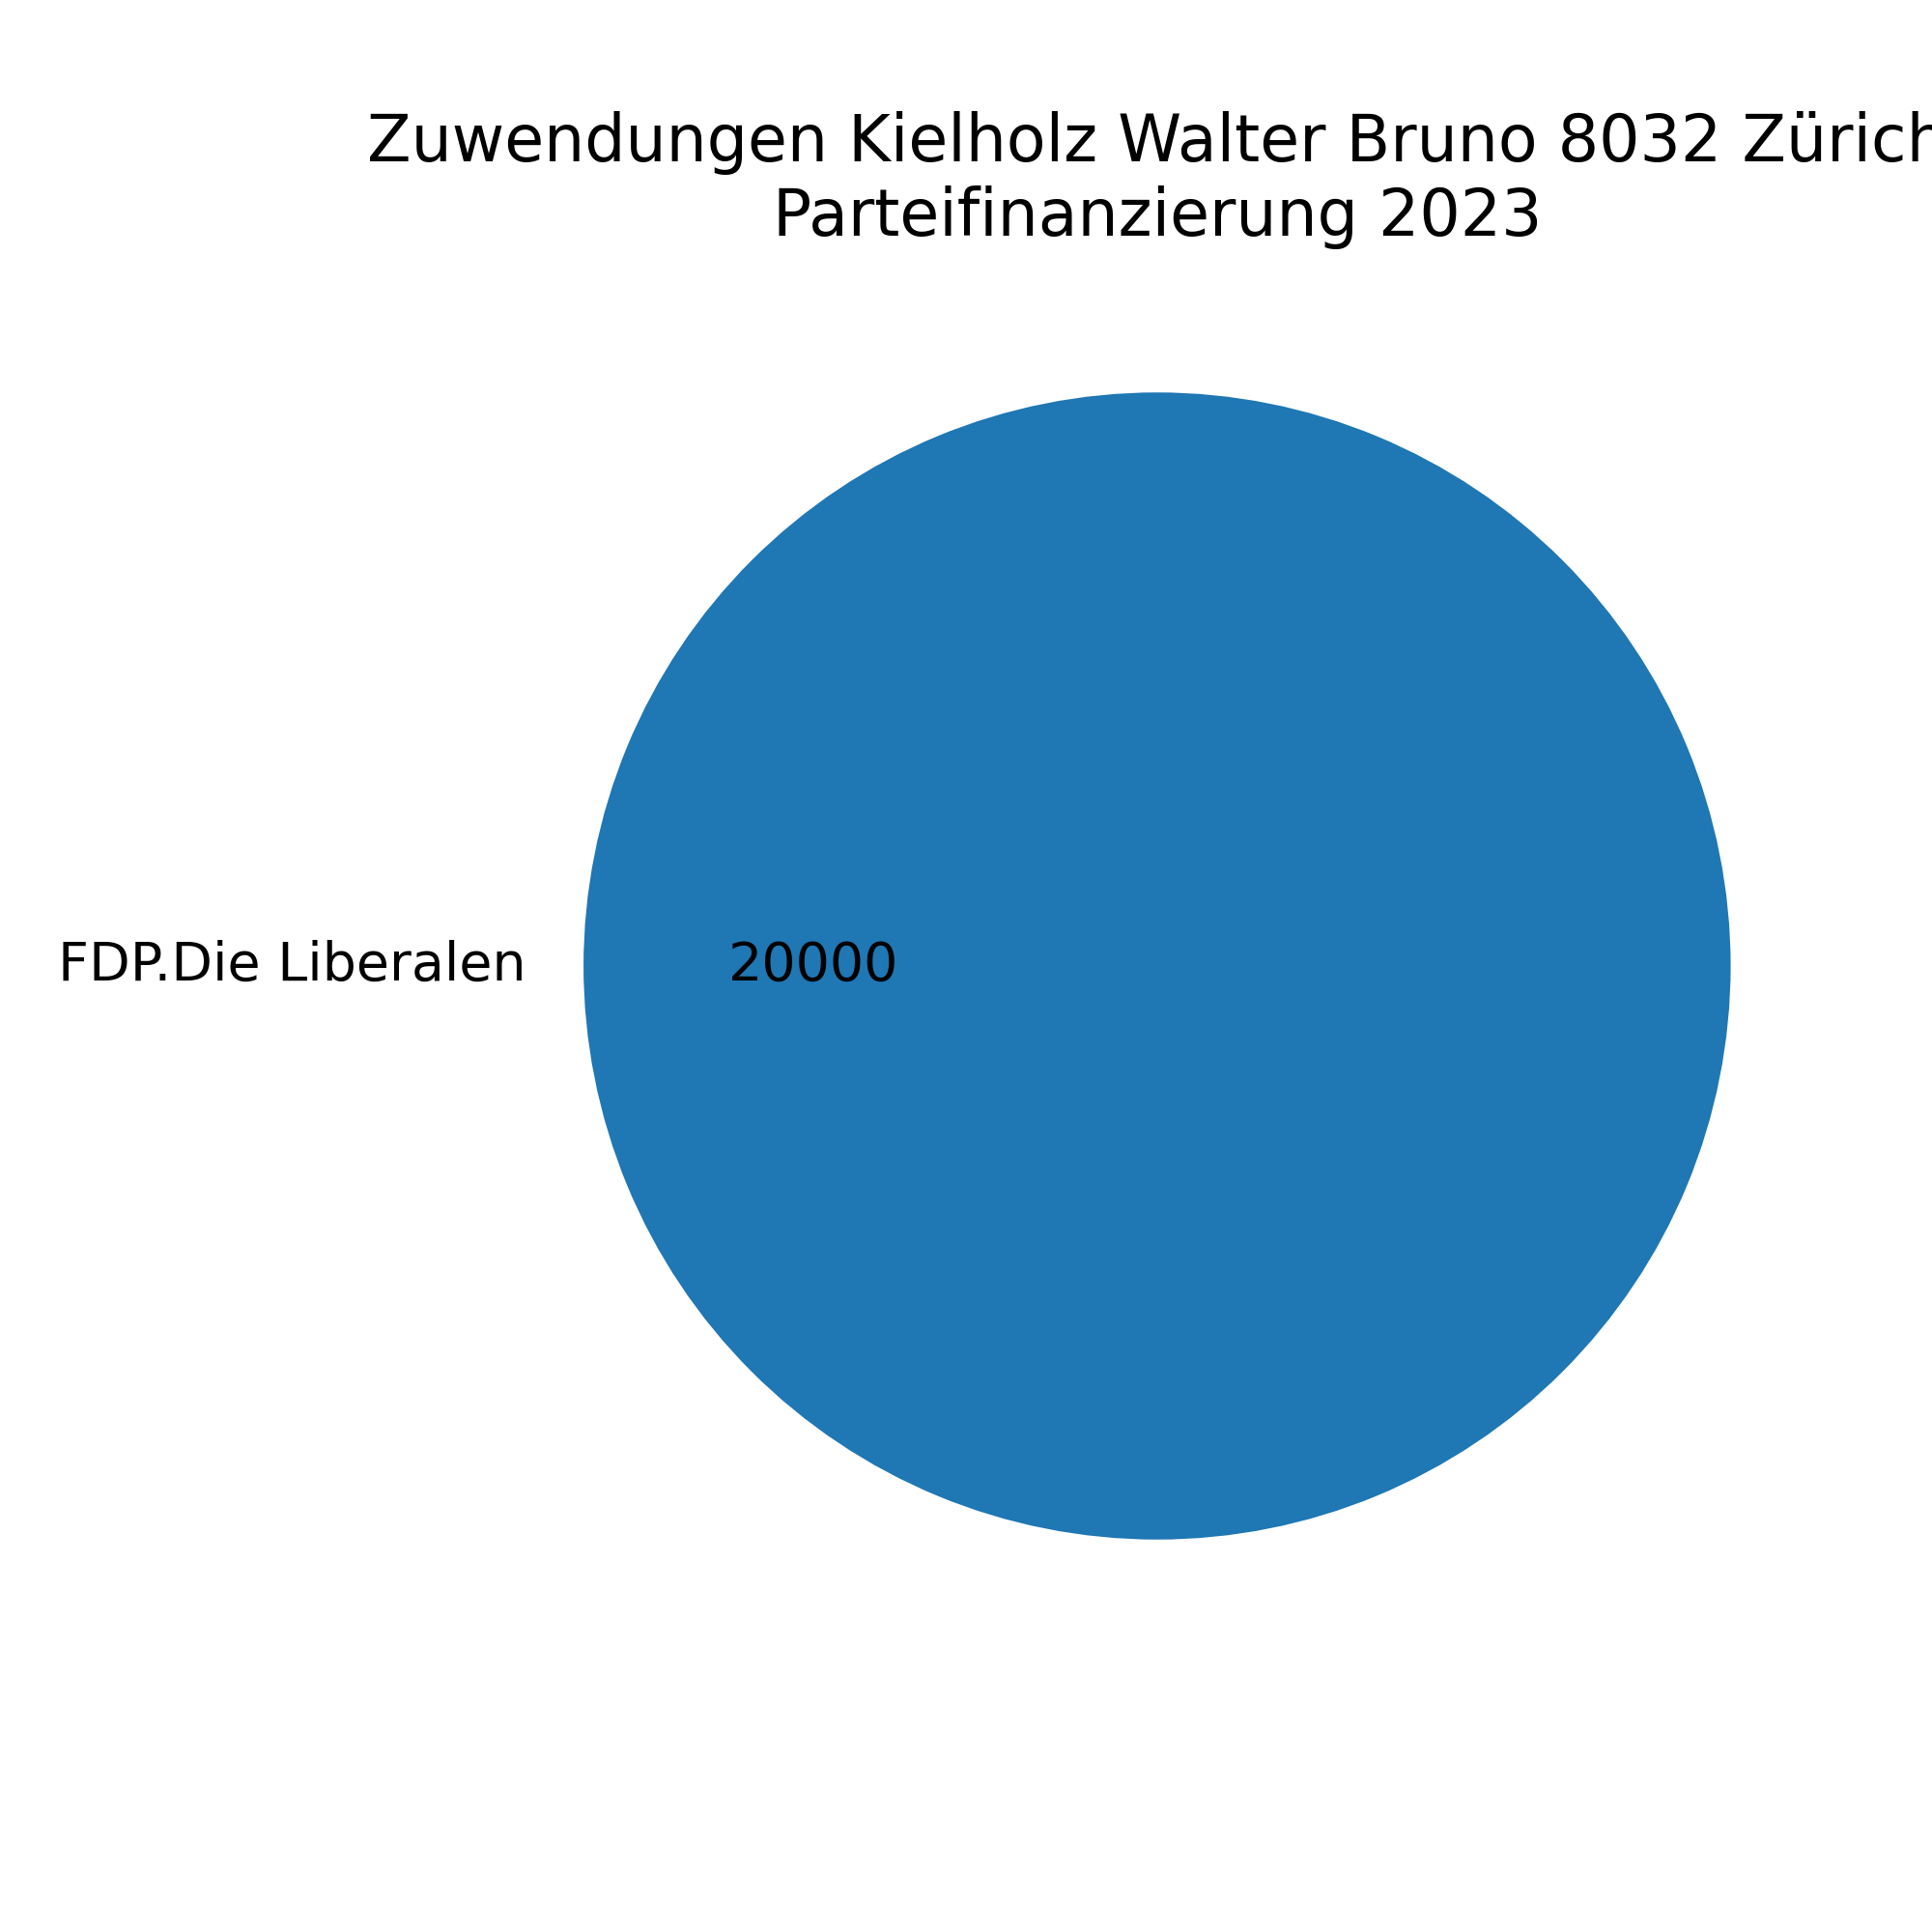 Zuwendungen Kielholz Walter Bruno 8032 Zürich
Parteifinanzierung 2023
FDP.Die Liberalen
20000